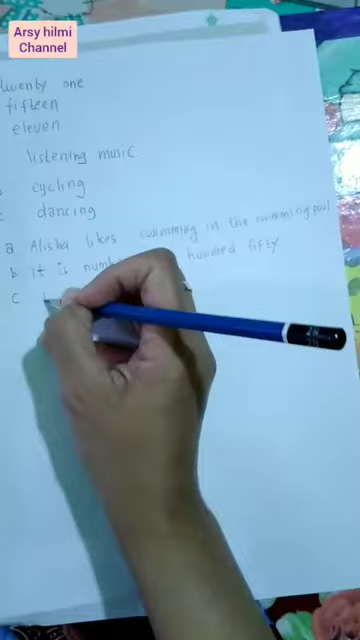 Arsy hilmi
Channel
twenty one
fifteen
eleven
listening music
cycling
dancing
a Alisha likes swimming in the swimming pool
b It is hundred fifty
c
2B